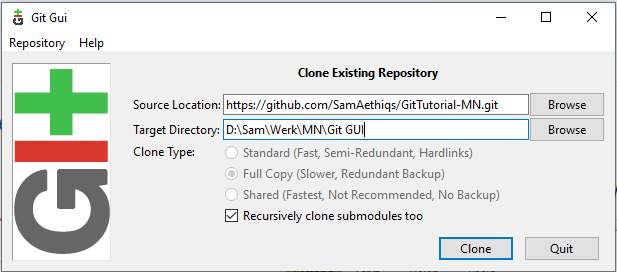 Git Gui
Repository Help
Clone Existing Repository
Source Location: https://github.com/SamAethiqs/GitTutorial-MN.git Browse
Target Directory: D:\Sam\Werk\MN\Git GUI Browse
Clone Type: Standard (Fast, Semi-Redundant, Hardlinks)
Full Copy (Slower, Redundant Backup)
Shared (Fastest, Not Recommended, No Backup)
Recursively clone submodules too
Clone Quit
Git